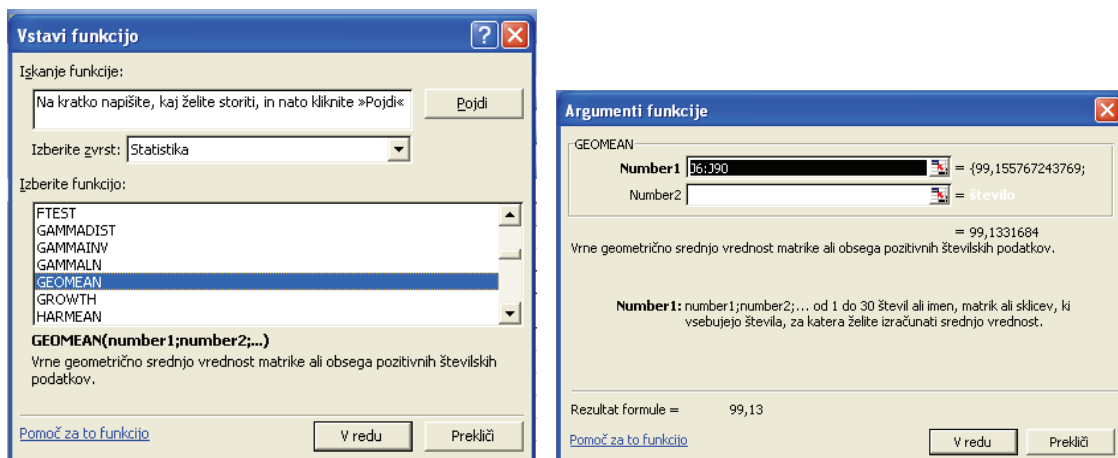 Vstavi funkcijo
Iskanje funkcije:
Na kratko napišite, kaj želite storiti, in nato kliknite »Pojdi«
Pojdi
Izberite zvrst: Statistika
Izberite funkcijo:
FTEST
GAMMADIST
GAMMAINV
GAMMALN
GEOMEAN
GROWTH
HARMEAN
GEOMEAN(number1;number2;...)
Vrne geometrično srednjo vrednost matrike ali obsega pozitivnih številskih
podatkov.
Pomoč za to funkcijo
V redu
Prekliči
Argumenti funkcije
GEOMEAN
Number1 J6:J90 = {99,155767243769;
Number2 = število
= 99,1331684
Vrne geometrično srednjo vrednost matrike ali obsega pozitivnih številskih podatkov.
Number1: number1;number2;... od 1 do 30 števil ali imen, matrik ali sklicev, ki
vsebujejo števila, za katera želite izračunati srednjo vrednost.
Rezultat formule = 99,13
Pomoč za to funkcijo
V redu
Prekliči